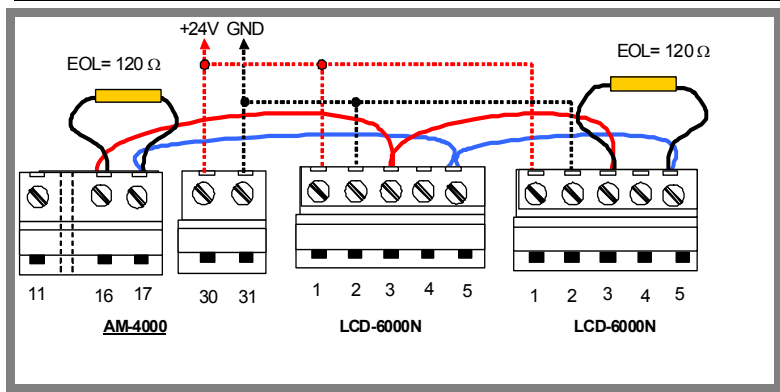 +24V GND
EOL= 120 Ω
EOL= 120 Ω
11 16 17 30 31 1 2 3 4 5 1 2 3 4 5
AM-4000 LCD-6000N LCD-6000N